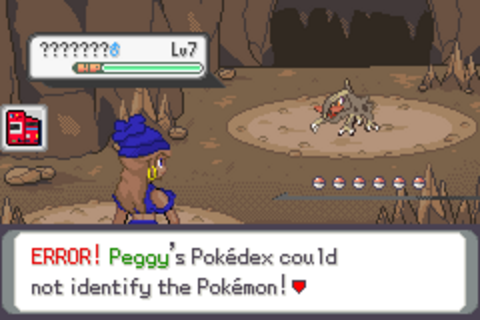 ???????♂ Lv7
ERROR! Peggy's Pokédex could
not identify the Pokémon!♥